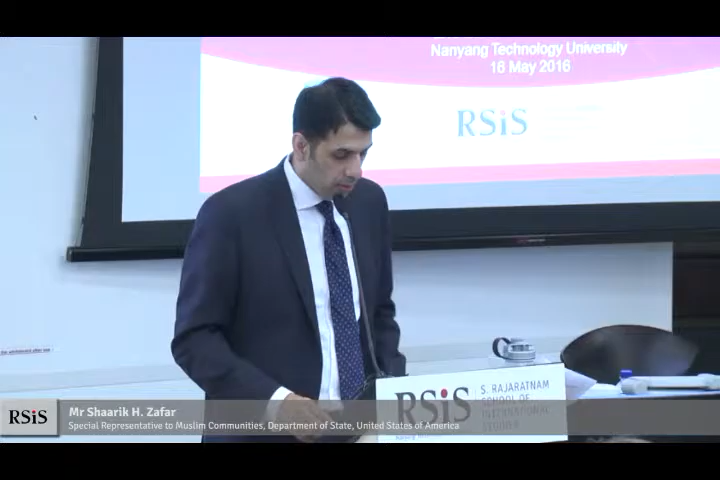 Nanyang Technology University
16 May 2016
RSiS
RSiS
S. RAJARATNAM
SCHOOL OF
INTERNATIONAL
STUDIES
RSiS
Mr Shaarik H. Zafar
Special Representative to Muslim Communities, Department of State, United States of America